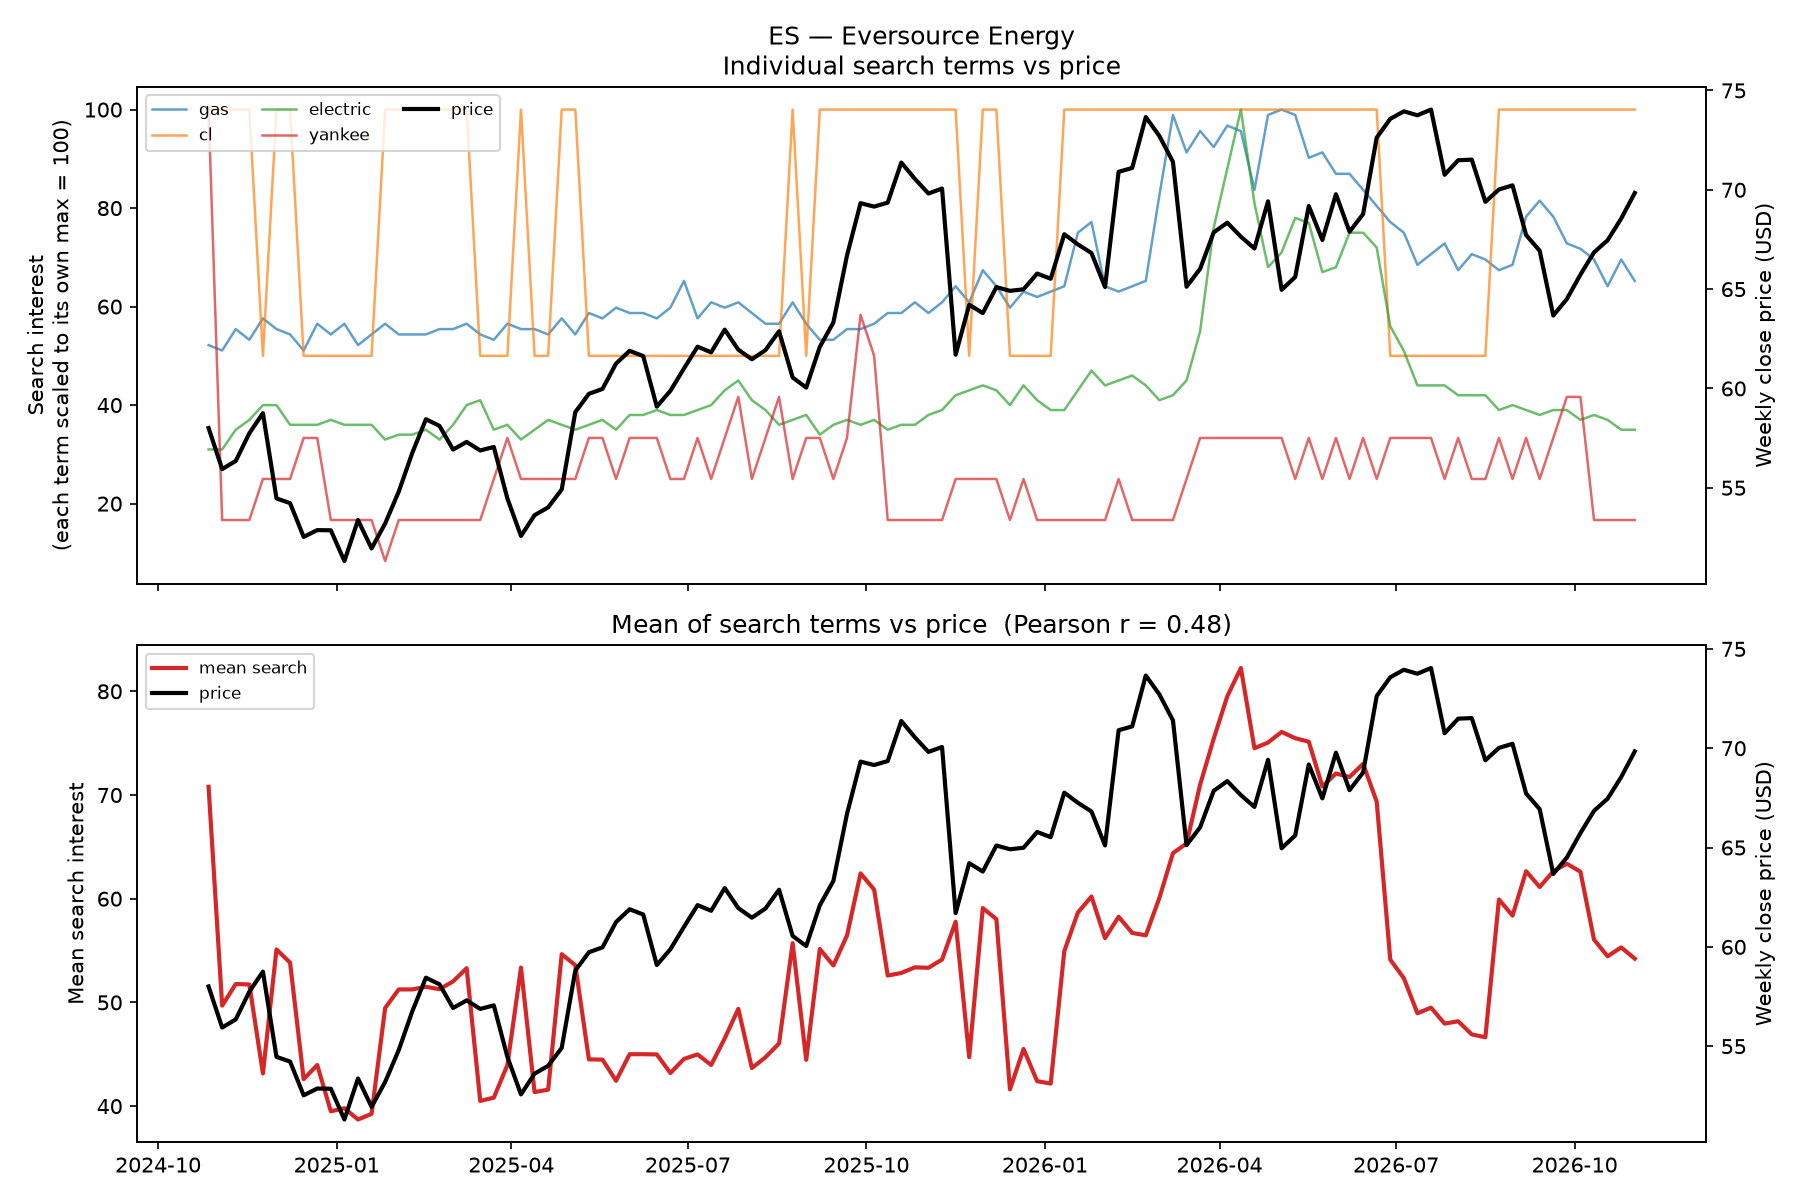 ES — Eversource Energy
Individual search terms vs price
gas
cl
electric
yankee
price
Search interest
(each term scaled to its own max = 100)
100
80
60
40
20
Weekly close price (USD)
75
70
65
60
55
Mean of search terms vs price  (Pearson r = 0.48)
mean search
price
Mean search interest
80
70
60
50
40
Weekly close price (USD)
75
70
65
60
55
2024-10
2025-01
2025-04
2025-07
2025-10
2026-01
2026-04
2026-07
2026-10